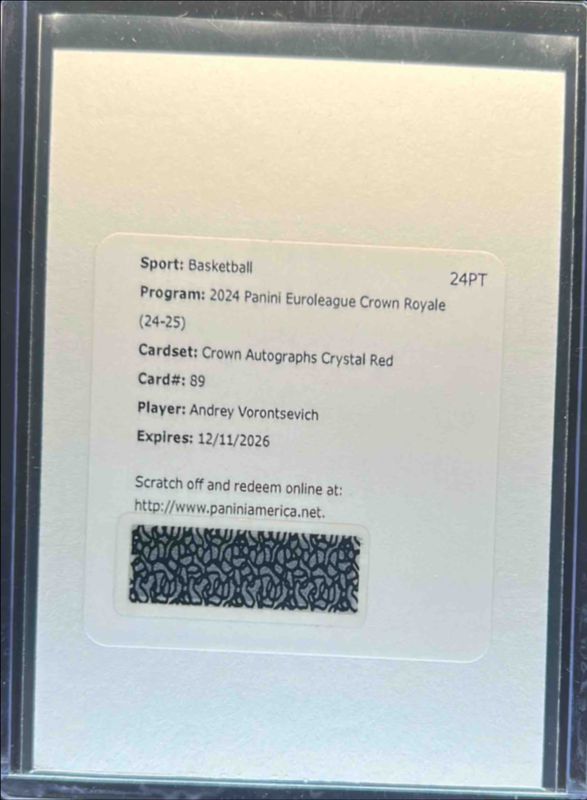 Sport: Basketball
24PT
Program: 2024 Panini Euroleague Crown Royale
(24-25)
Cardset: Crown Autographs Crystal Red
Card#: 89
Player: Andrey Vorontsevich
Expires: 12/11/2026
Scratch off and redeem online at:
http://www.paniniamerica.net.